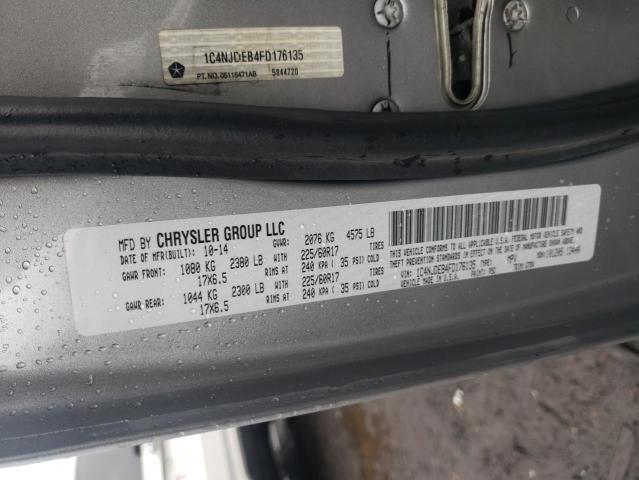 1C4NJDEB4FD176135
PT. NO. 05116471AB 5844720
MFD BY CHRYSLER GROUP LLC
DATE OF MFR(BUILT): 10-14 GVWR: 2076 KG 4575 LB
GAWR FRONT: 1080 KG 2380 LB WITH 225/60R17 TIRES
17X6.5 RIMS AT 240 KPA ( 35 PSI) COLD
GAWR REAR: 1044 KG 2300 LB WITH 225/60R17 TIRES
17X6.5 RIMS AT 240 KPA ( 35 PSI) COLD
THIS VEHICLE CONFORMS TO ALL APPLICABLE U.S.A. FEDERAL MOTOR VEHICLE SAFETY AND
THEFT PREVENTION STANDARDS IN EFFECT ON THE DATE OF MANUFACTURE SHOWN ABOVE.
VIN: 1C4NJDEB4FD176135 TYPE: MPV MDH:
VEHICLE MADE IN U.S.A. PAINT: PSC TRIM: